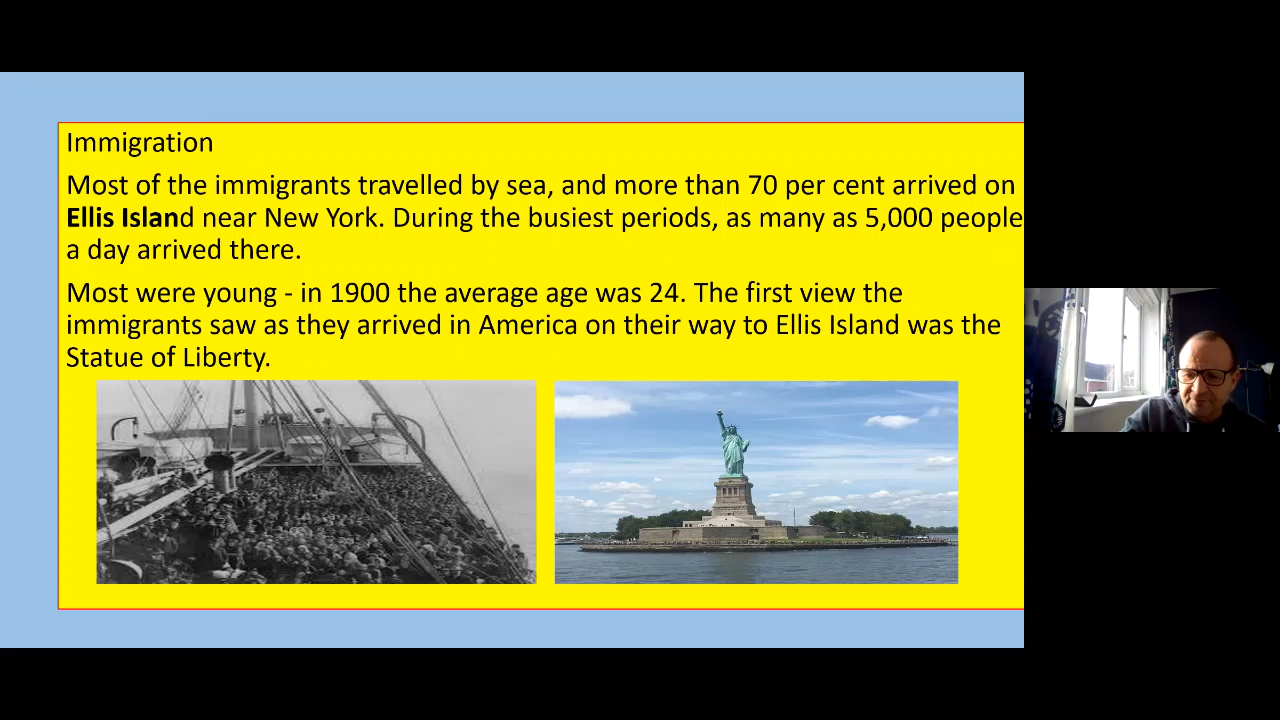 Immigration
Most of the immigrants travelled by sea, and more than 70 per cent arrived on
Ellis Island near New York. During the busiest periods, as many as 5,000 people
a day arrived there.
Most were young - in 1900 the average age was 24. The first view the
immigrants saw as they arrived in America on their way to Ellis Island was the
Statue of Liberty.